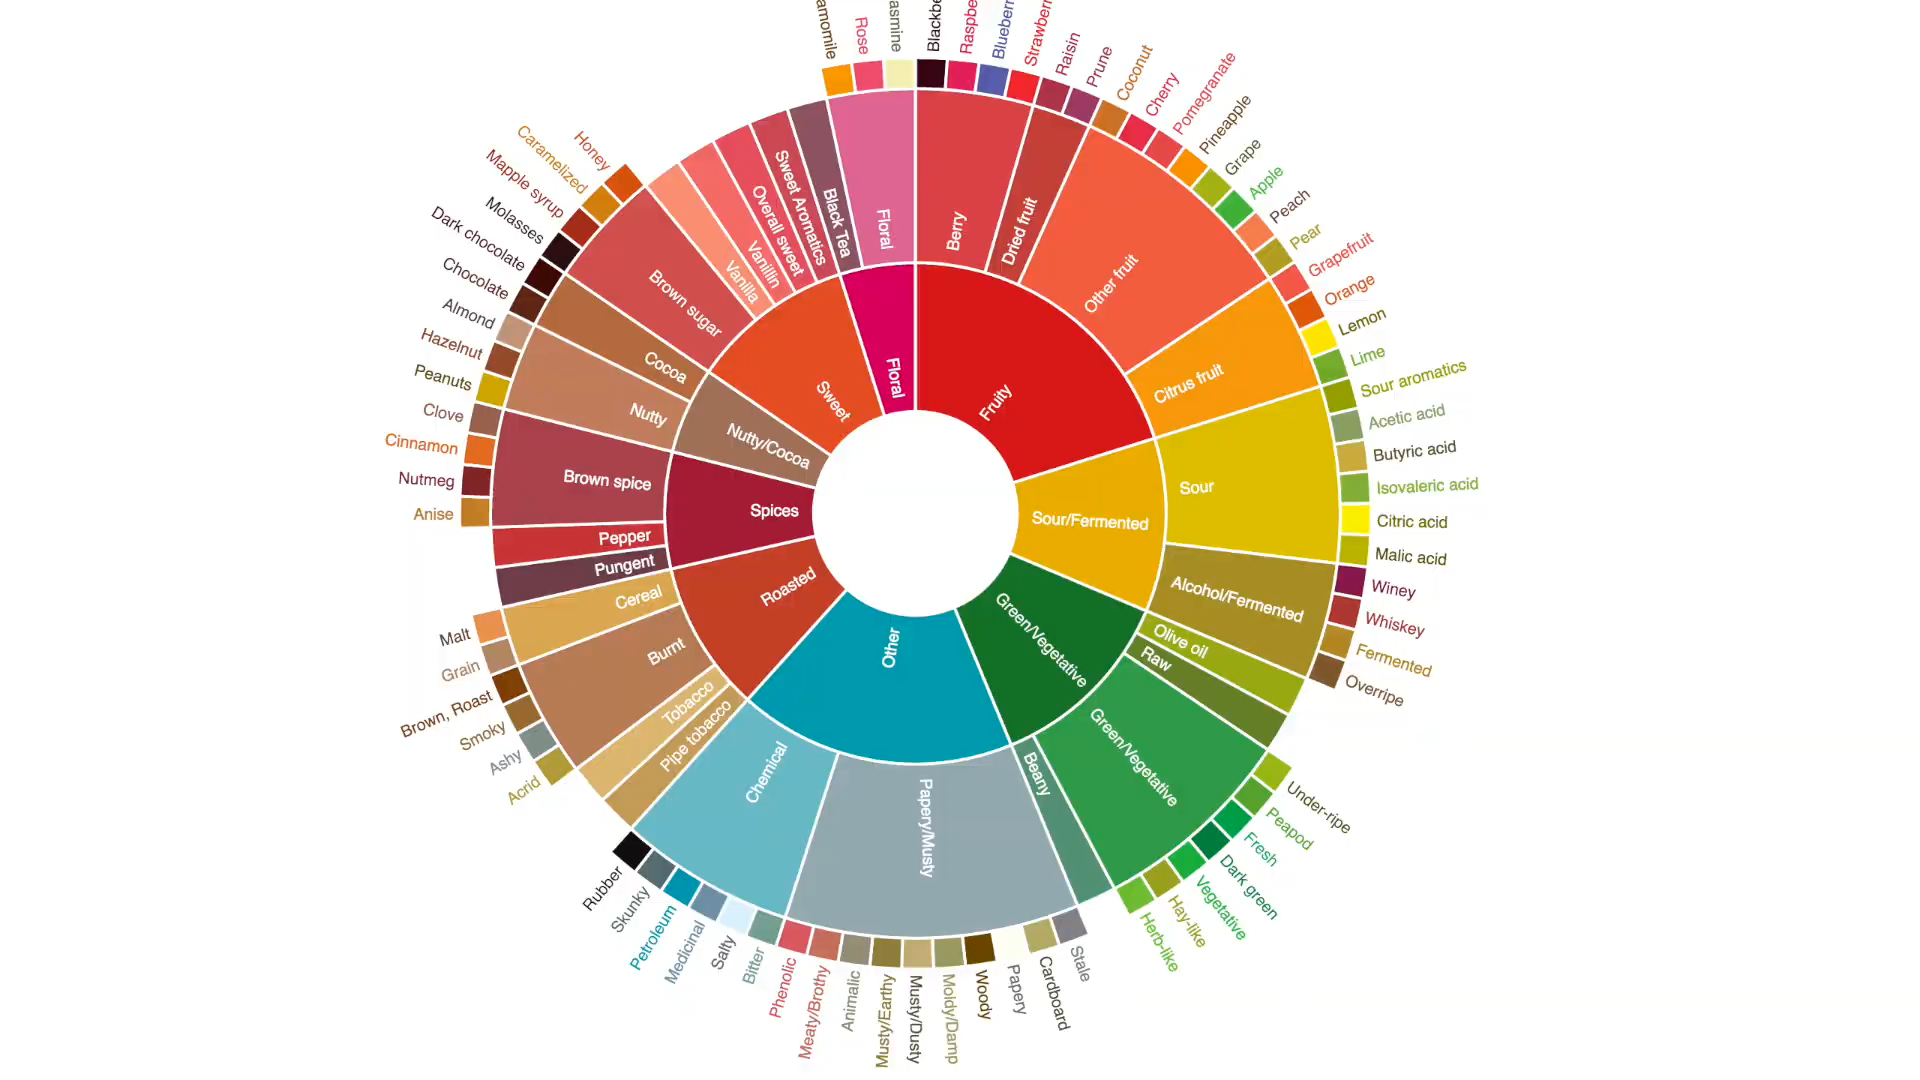 Fruity
Berry
Blackbe
Raspbe
Blueberr
Strawberr
Dried fruit
Raisin
Prune
Other fruit
Coconut
Cherry
Pomegranate
Pineapple
Grape
Apple
Peach
Pear
Citrus fruit
Grapefruit
Orange
Lemon
Lime
Sour/Fermented
Sour
Sour aromatics
Acetic acid
Butyric acid
Isovaleric acid
Citric acid
Malic acid
Alcohol/Fermented
Winey
Whiskey
Fermented
Overripe
Green/Vegetative
Olive oil
Raw
Green/Vegetative
Under-ripe
Peapod
Fresh
Dark green
Vegetative
Hay-like
Herb-like
Beany
Other
Papery/Musty
Stale
Cardboard
Papery
Woody
Moldy/Damp
Musty/Dusty
Musty/Earthy
Animalic
Meaty/Brothy
Phenolic
Chemical
Bitter
Salty
Medicinal
Petroleum
Skunky
Rubber
Roasted
Pipe tobacco
Tobacco
Burnt
Acrid
Ashy
Smoky
Brown, Roast
Cereal
Grain
Malt
Spices
Pungent
Pepper
Brown spice
Anise
Nutmeg
Cinnamon
Clove
Nutty/Cocoa
Nutty
Peanuts
Hazelnut
Almond
Cocoa
Chocolate
Dark chocolate
Sweet
Brown sugar
Molasses
Mapple syrup
Caramelized
Honey
Vanilla
Vanillin
Overall sweet
Sweet Aromatics
Floral
Black Tea
Floral
amomile
Rose
asmine